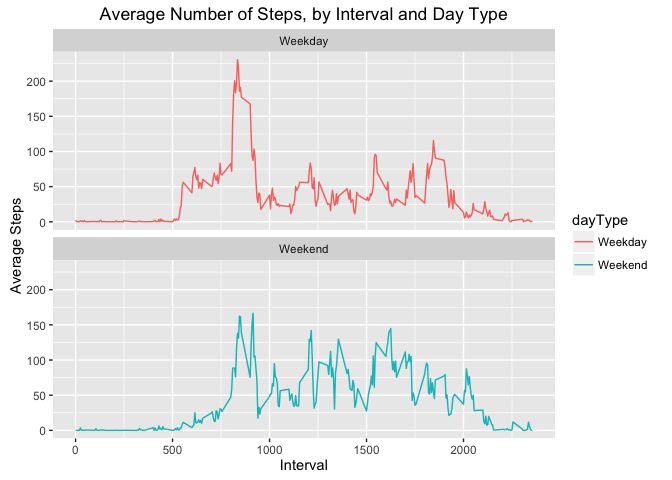 Average Number of Steps, by Interval and Day Type
Weekday
200
150
100
50
0
Weekend
200
150
100
50
0
0 500 1000 1500 2000
Interval
Average Steps
dayType
Weekday
Weekend